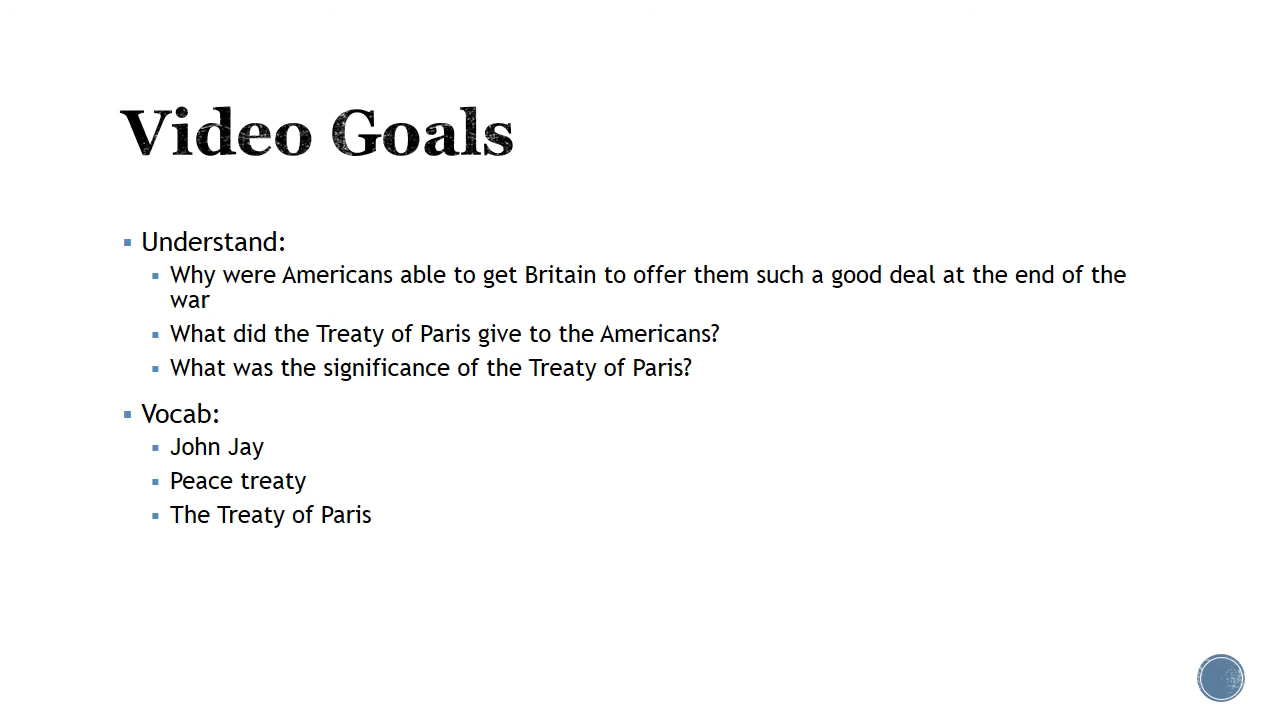 Video Goals
Understand:
Why were Americans able to get Britain to offer them such a good deal at the end of the
war
What did the Treaty of Paris give to the Americans?
What was the significance of the Treaty of Paris?
Vocab:
John Jay
Peace treaty
The Treaty of Paris